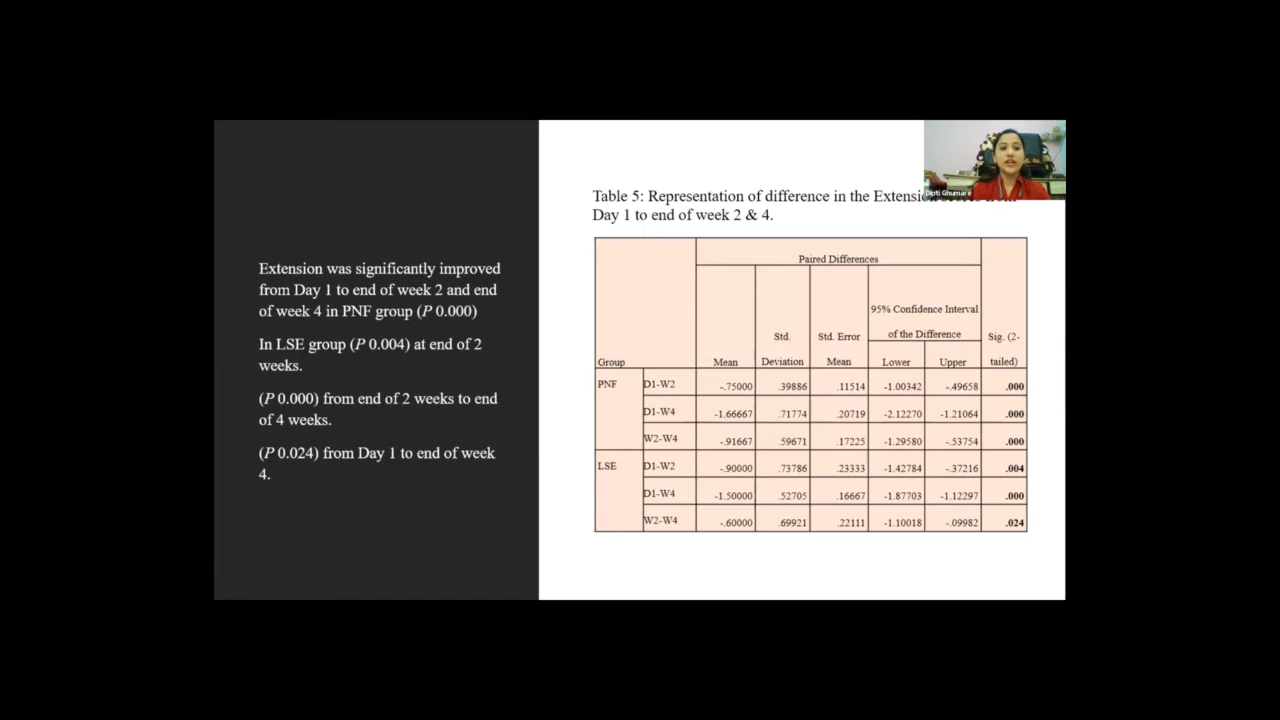 Dipti Ghumare
Extension was significantly improved
from Day 1 to end of week 2 and end
of week 4 in PNF group (P 0.000)
In LSE group (P 0.004) at end of 2
weeks.
(P 0.000) from end of 2 weeks to end
of 4 weeks.
(P 0.024) from Day 1 to end of week
4.
Table 5: Representation of difference in the
Day 1 to end of week 2 & 4.
Paired Differences
95% Confidence Interval
of the Difference
Group Mean Std. Deviation Std. Error Mean Lower Upper Sig. (2-tailed)
PNF D1-W2 -.75000 .39886 .11514 -1.00342 -.49658 .000
D1-W4 -1.66667 .71774 .20719 -2.12270 -1.21064 .000
W2-W4 -.91667 .59671 .17225 -1.29580 -.53754 .000
LSE D1-W2 -.90000 .73786 .23333 -1.42784 -.37216 .004
D1-W4 -1.50000 .52705 .16667 -1.87703 -1.12297 .000
W2-W4 -.60000 .69921 .22111 -1.10018 -.09982 .024